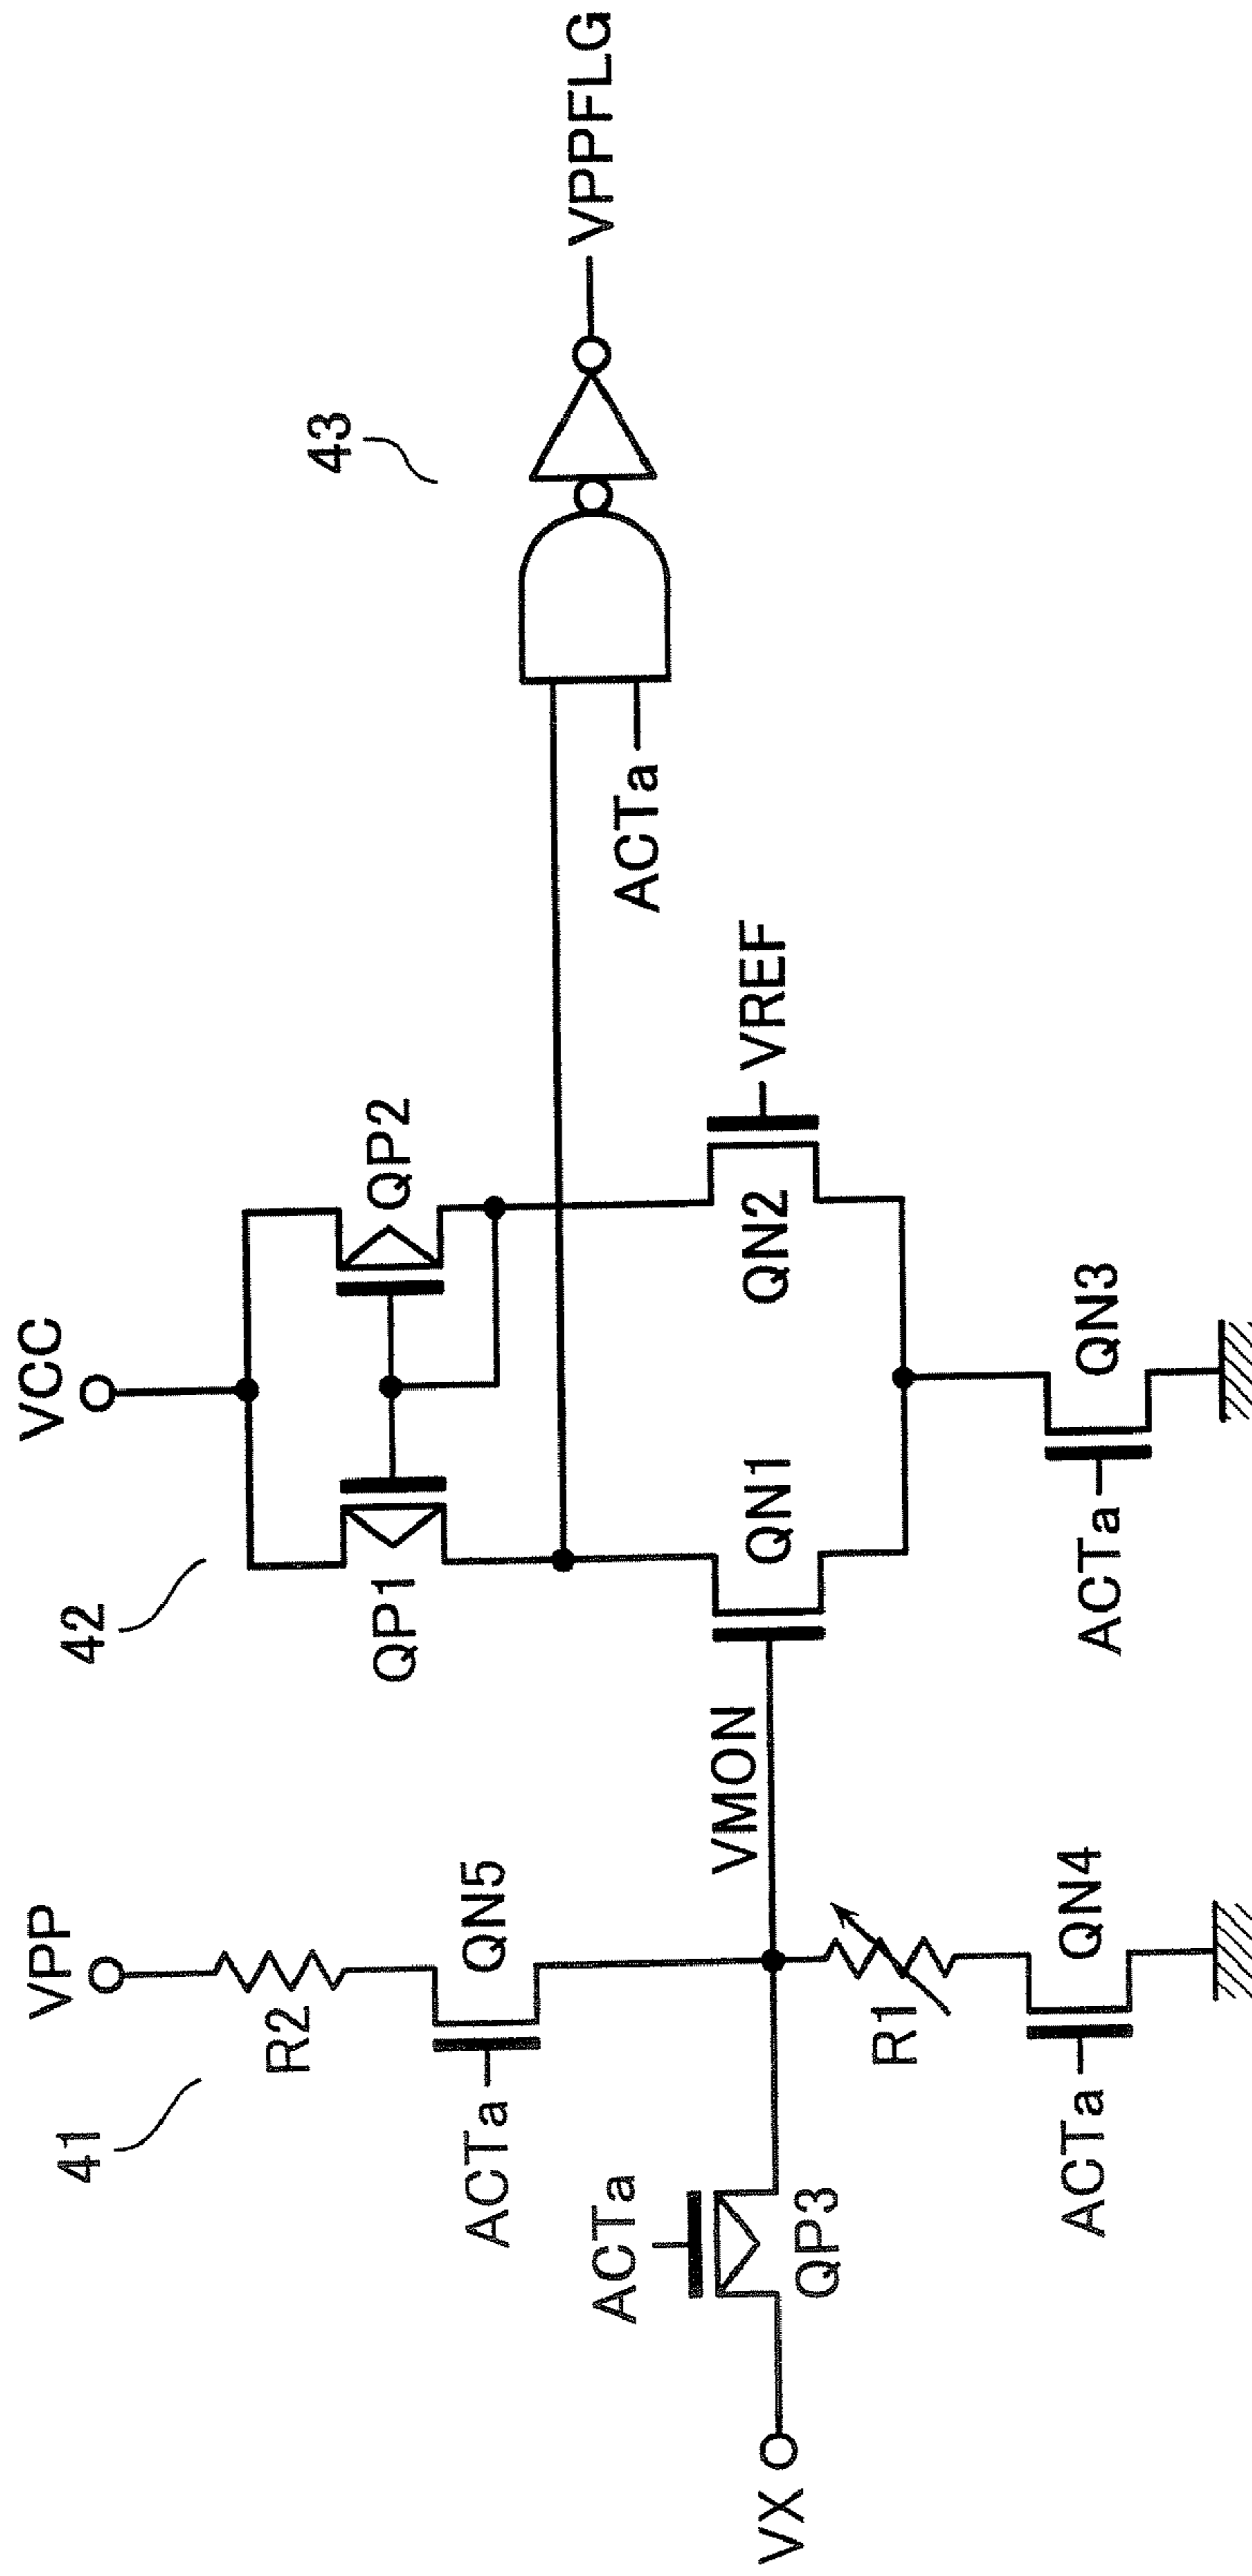 VPP
VCC
41
42
43
R2
QP1
QP2
ACTa
QN5
VPPFLG
ACTa
ACTa
VMON
QN1
QN2
VREF
VX
QP3
R1
ACTa
QN4
ACTa
QN3